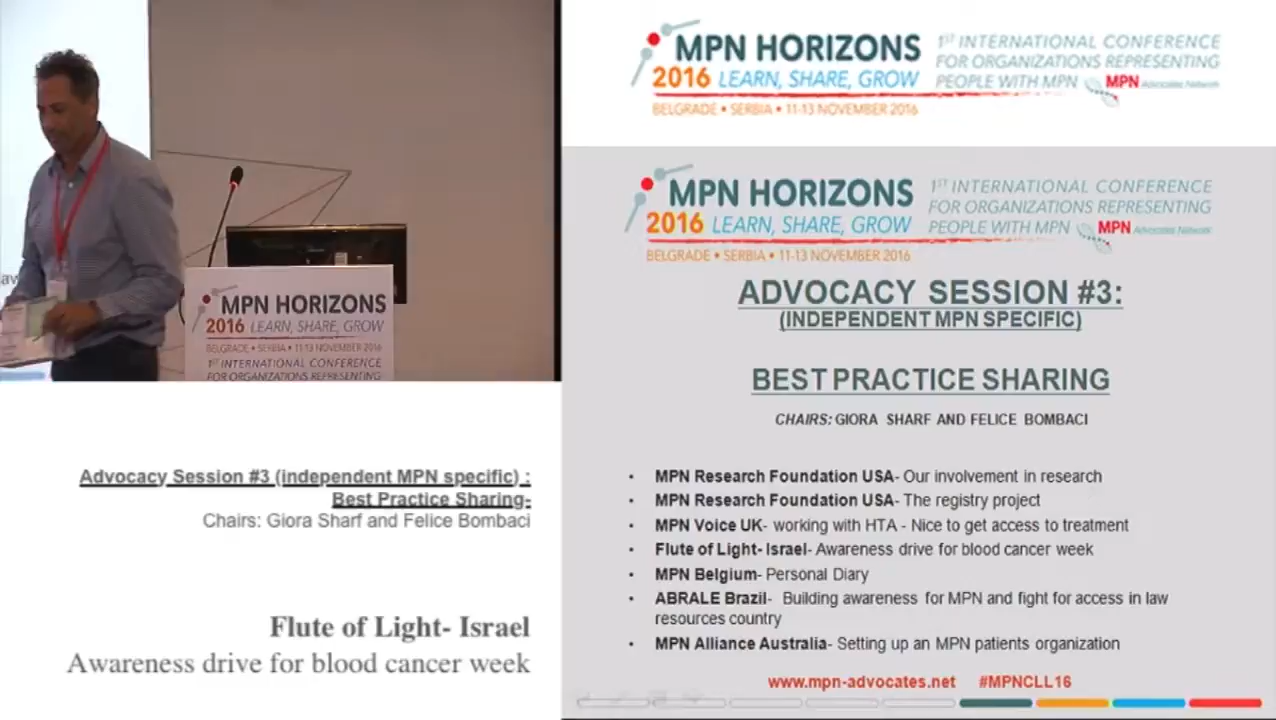 MPN HORIZONS
2016 LEARN, SHARE, GROW
BELGRADE • SERBIA • 11-13 NOVEMBER 2016
1ST INTERNATIONAL CONFERENCE
FOR ORGANIZATIONS REPRESENTING
PEOPLE WITH MPN
MPN Advocates Network
MPN HORIZONS
2016 LEARN, SHARE, GROW
BELGRADE • SERBIA • 11-13 NOVEMBER 2016
1ST INTERNATIONAL CONFERENCE
FOR ORGANIZATIONS REPRESENTING
PEOPLE WITH MPN
MPN Advocates Network
ADVOCACY SESSION #3:
(INDEPENDENT MPN SPECIFIC)
BEST PRACTICE SHARING
CHAIRS: GIORA SHARF AND FELICE BOMBACI
• MPN Research Foundation USA- Our involvement in research
• MPN Research Foundation USA- The registry project
• MPN Voice UK- working with HTA - Nice to get access to treatment
• Flute of Light- Israel- Awareness drive for blood cancer week
• MPN Belgium- Personal Diary
• ABRALE Brazil- Building awareness for MPN and fight for access in law
resources country
• MPN Alliance Australia- Setting up an MPN patients organization
www.mpn-advocates.net #MPNCLL16
MPN HORIZONS
2016 LEARN, SHARE, GROW
BELGRADE • SERBIA • 11-13 NOVEMBER 2016
1ST INTERNATIONAL CONFERENCE
FOR ORGANIZATIONS REPRESENTING
Advocacy Session #3 (independent MPN specific) :
Best Practice Sharing-
Chairs: Giora Sharf and Felice Bombaci
Flute of Light- Israel
Awareness drive for blood cancer week